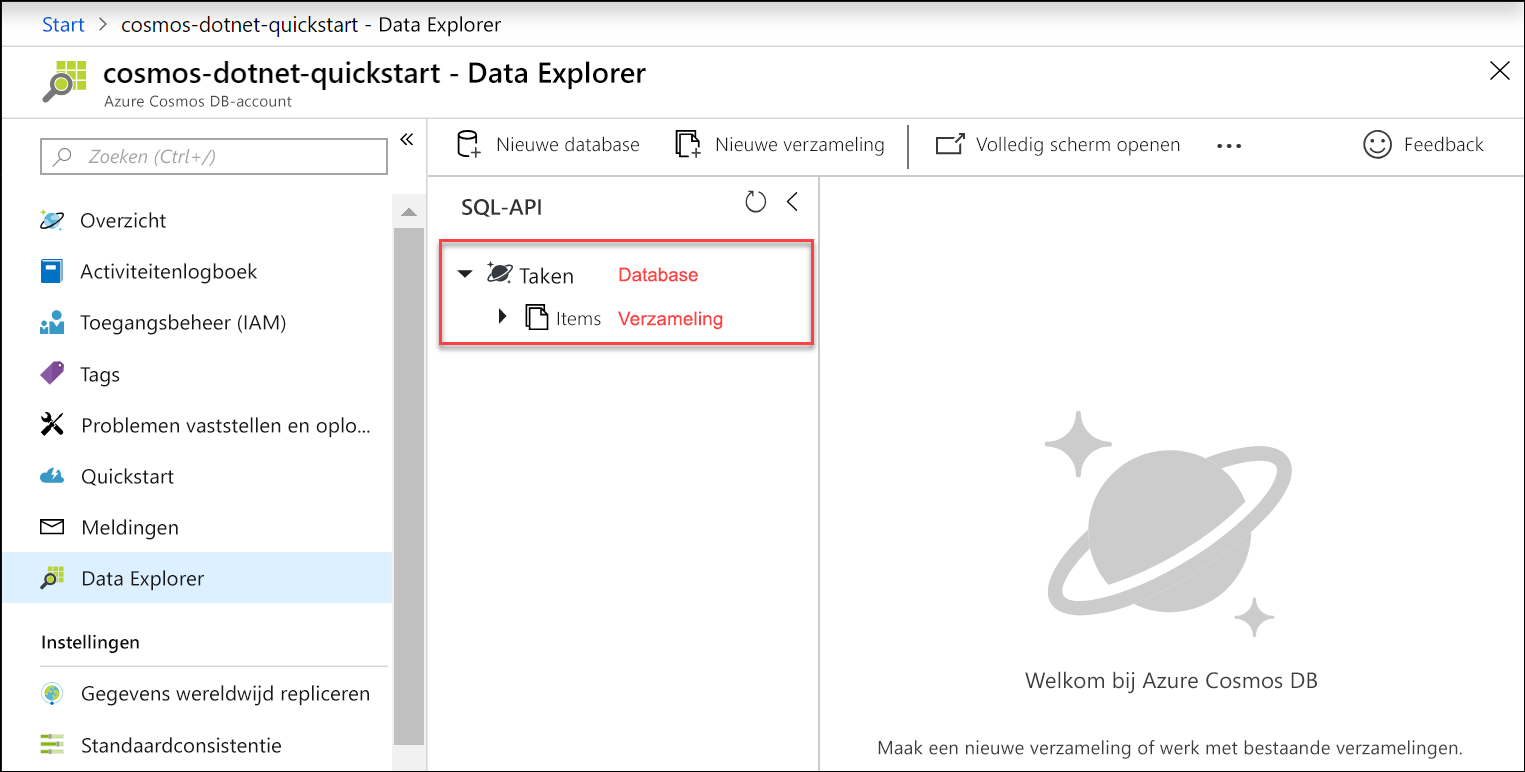 Start > cosmos-dotnet-quickstart - Data Explorer
cosmos-dotnet-quickstart - Data Explorer
Azure Cosmos DB-account
Zoeken (Ctrl+/)
Overzicht
Activiteitenlogboek
Toegangsbeheer (IAM)
Tags
Problemen vaststellen en oplo...
Quickstart
Meldingen
Data Explorer
Instellingen
Gegevens wereldwijd repliceren
Standaardconsistentie
Nieuwe database
Nieuwe verzameling
Volledig scherm openen
Feedback
SQL-API
Taken Database
Items Verzameling
Welkom bij Azure Cosmos DB
Maak een nieuwe verzameling of werk met bestaande verzamelingen.